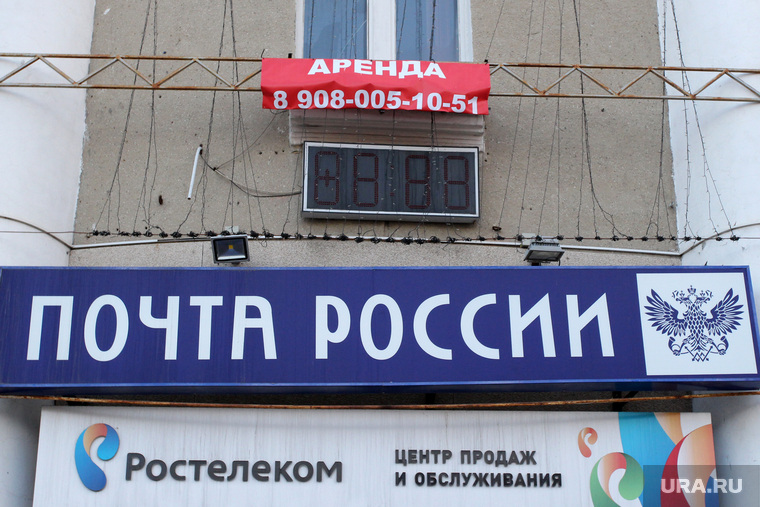 АРЕНДА
8 908-005-10-51
ПОЧТА РОССИИ
Ростелеком
ЦЕНТР ПРОДАЖ
И ОБСЛУЖИВАНИЯ
URA.RU